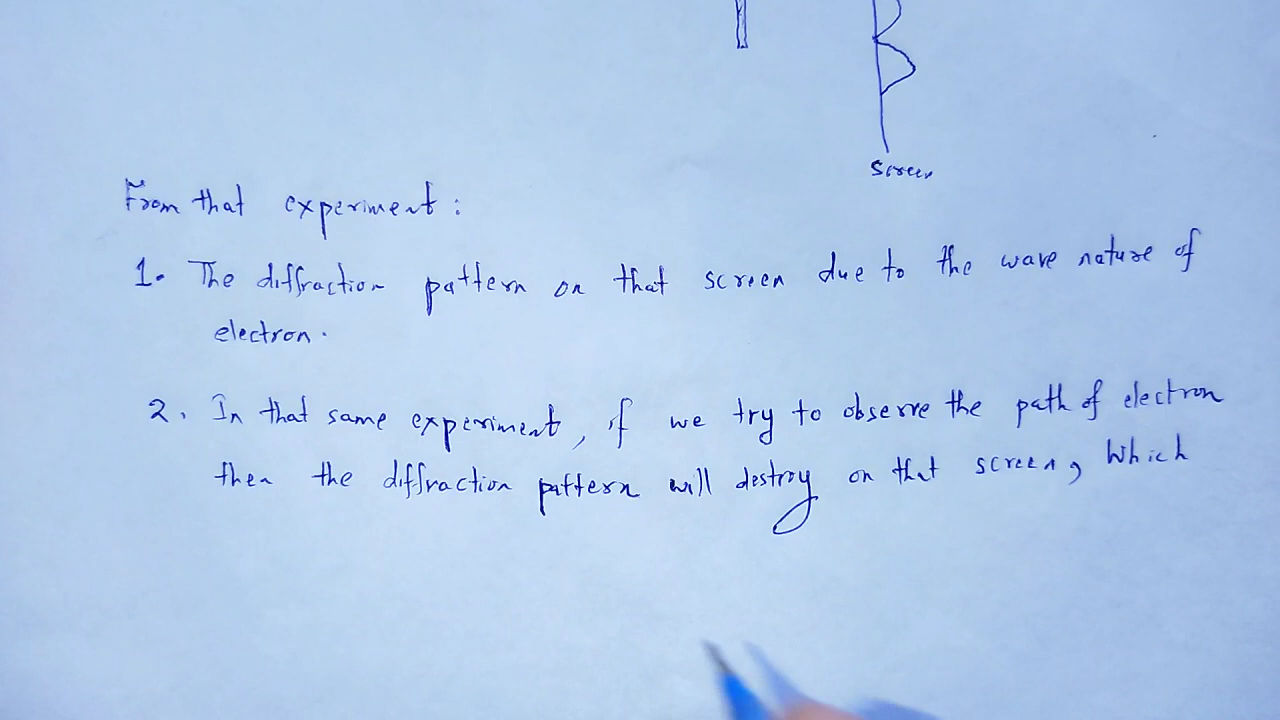 Screen
From that experiment :
1. The diffraction pattern on that screen due to the wave nature of
electron.
2. In that same experiment, if we try to observe the path of electron
then the diffraction pattern will destroy on that screen, Which